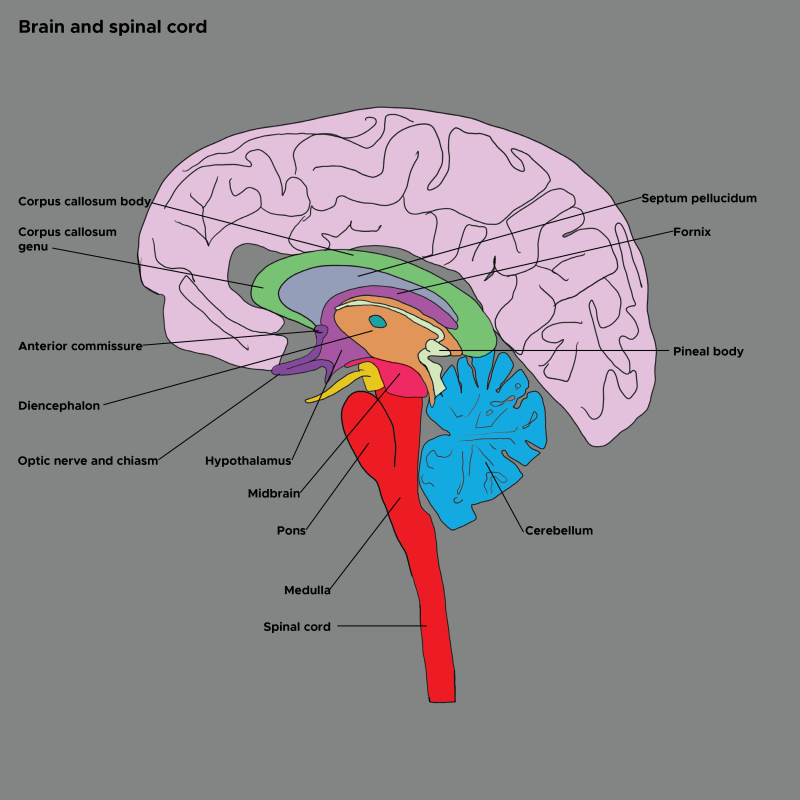 Brain and spinal cord
Corpus callosum body
Corpus callosum
genu
Anterior commissure
Diencephalon
Optic nerve and chiasm
Hypothalamus
Midbrain
Pons
Medulla
Spinal cord
Septum pellucidum
Fornix
Pineal body
Cerebellum